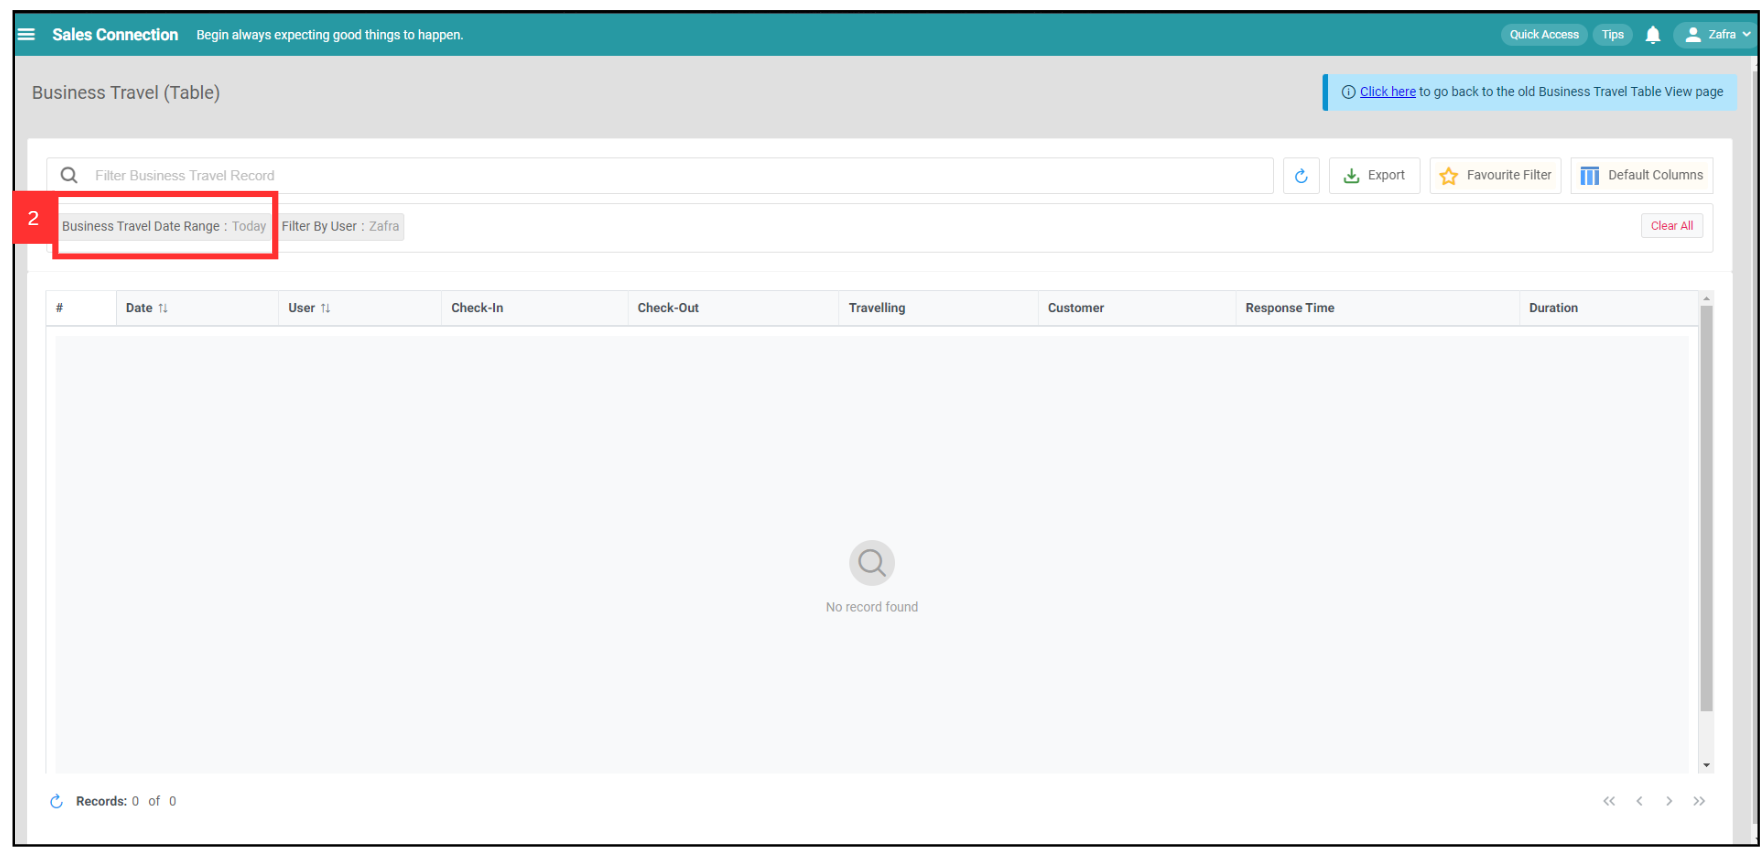 Sales Connection Begin always expecting good things to happen. Quick Access Tips Zafra
Business Travel (Table)
Click here to go back to the old Business Travel Table View page
Filter Business Travel Record Export Favourite Filter Default Columns
2
Business Travel Date Range : Today Filter By User : Zafra Clear All
# Date User Check-In Check-Out Travelling Customer Response Time Duration
No record found
Records: 0 of 0